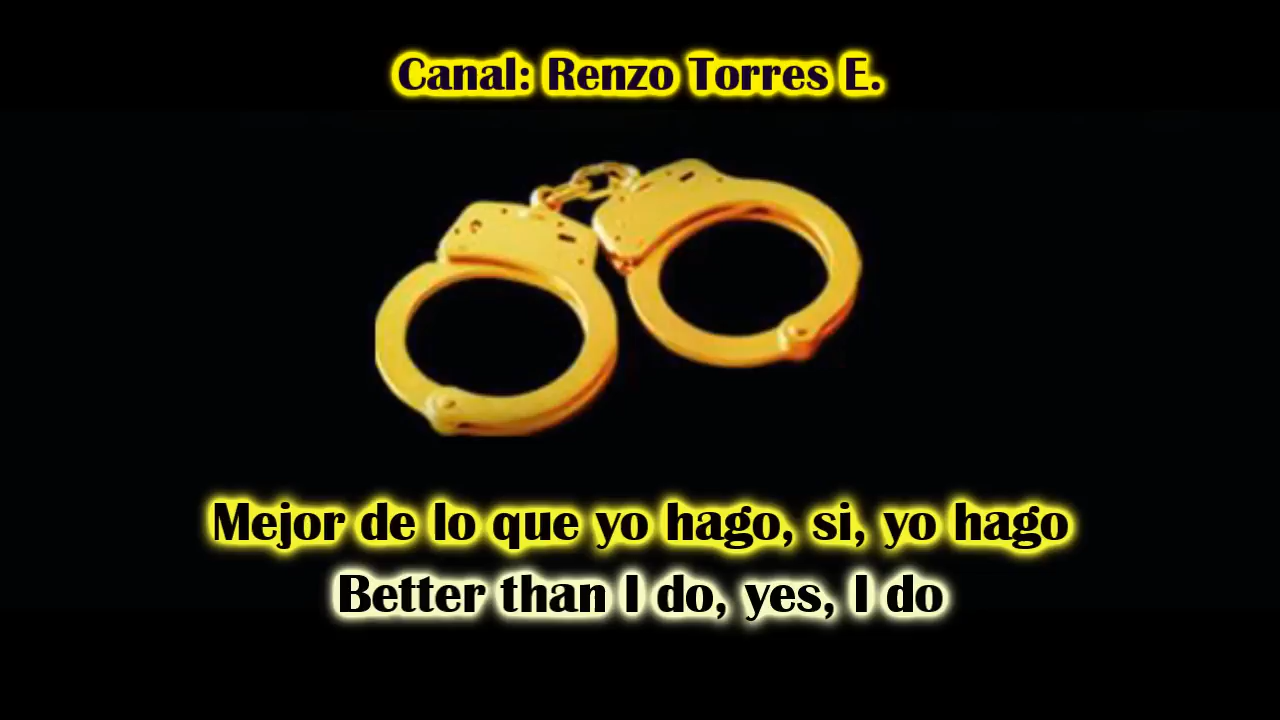 Canal: Renzo Torres E.
Mejor de lo que yo hago, si, yo hago
Better than I do, yes, I do